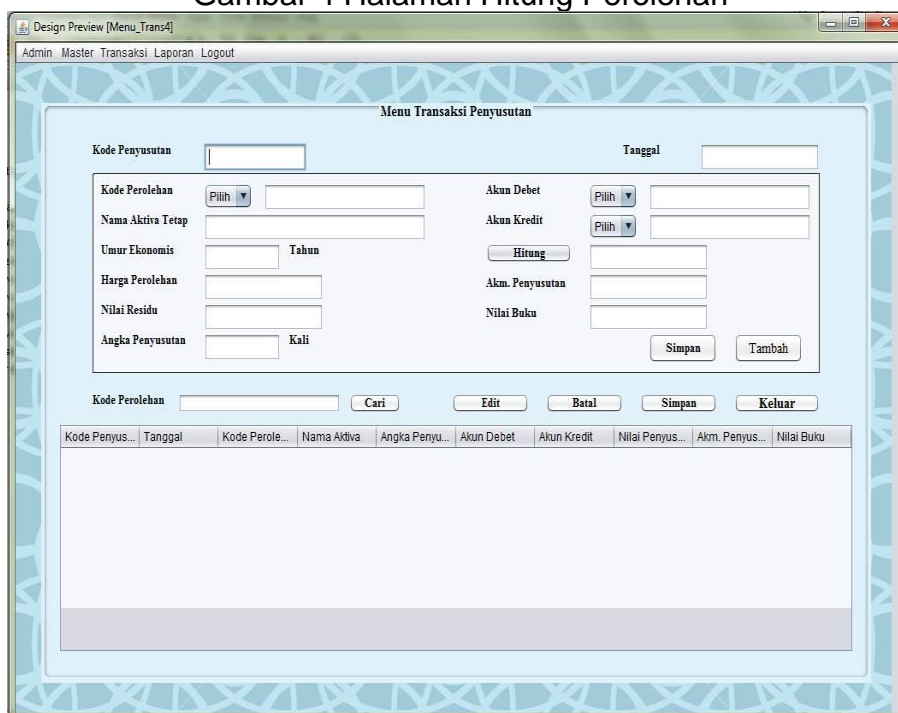 Gambar 4 Halaman Hitung Perolehan
Design Preview [Menu_Trans4]
Admin Master Transaksi Laporan Logout
Menu Transaksi Penyusutan
Kode Penyusutan Tanggal
Kode Perolehan Pilih Akun Debet Pilih
Nama Aktiva Tetap Akun Kredit Pilih
Umur Ekonomis Tahun Hitung
Harga Perolehan Akm. Penyusutan
Nilai Residu Nilai Buku
Angka Penyusutan Kali Simpan Tambah
Kode Perolehan Cari Edit Batal Simpan Keluar
Kode Penyus... Tanggal Kode Perole... Nama Aktiva Angka Penyu... Akun Debet Akun Kredit Nilai Penyus... Akm. Penyus... Nilai Buku